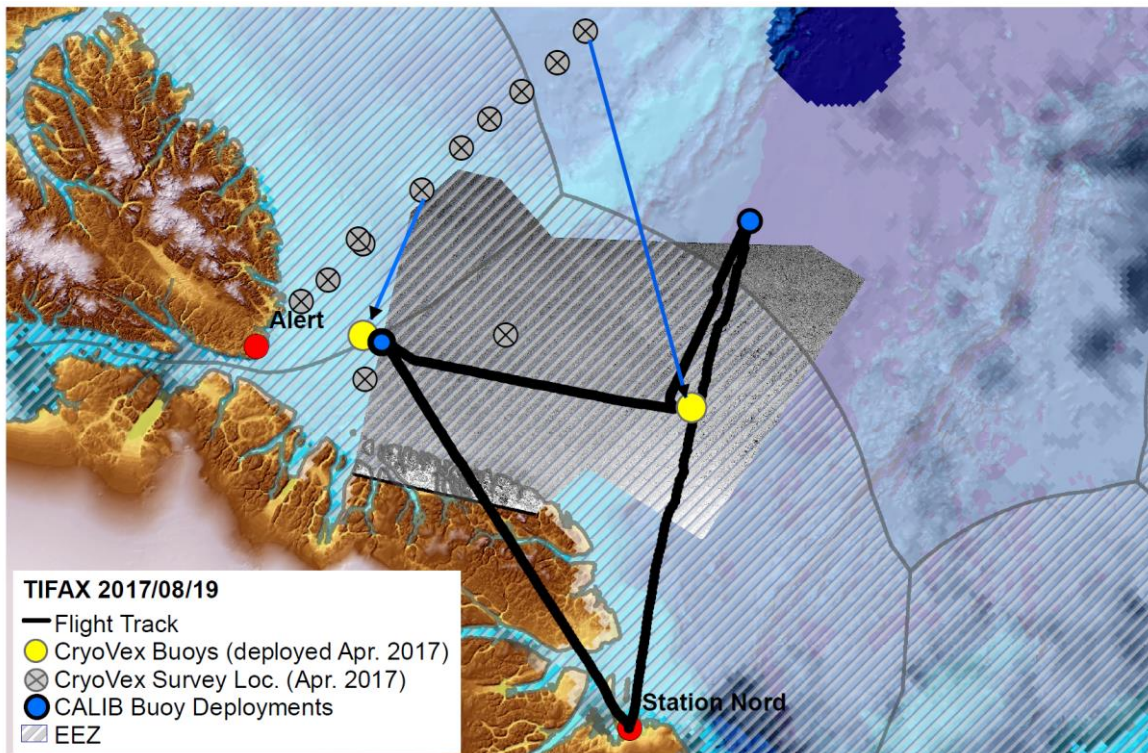 Alert
TIFAX 2017/08/19
Flight Track
CryoVex Buoys (deployed Apr. 2017)
CryoVex Survey Loc. (Apr. 2017)
CALIB Buoy Deployments
EEZ
Station Nord